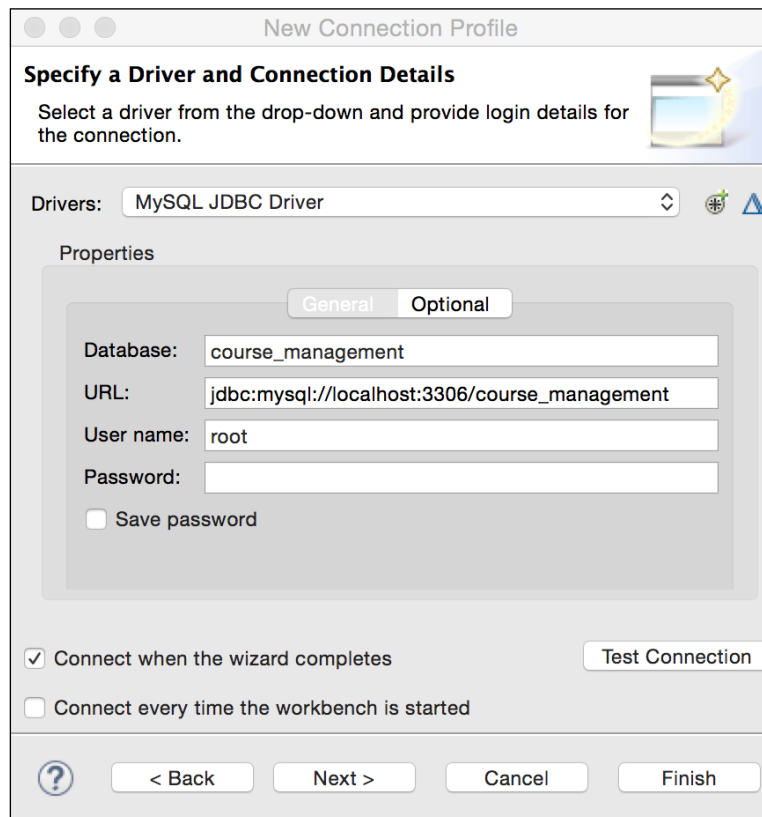 New Connection Profile
Specify a Driver and Connection Details
Select a driver from the drop-down and provide login details for
the connection.
Drivers: MySQL JDBC Driver
Properties
General Optional
Database: course_management
URL: jdbc:mysql://localhost:3306/course_management
User name: root
Password:
Save password
Connect when the wizard completes Test Connection
Connect every time the workbench is started
? < Back Next > Cancel Finish